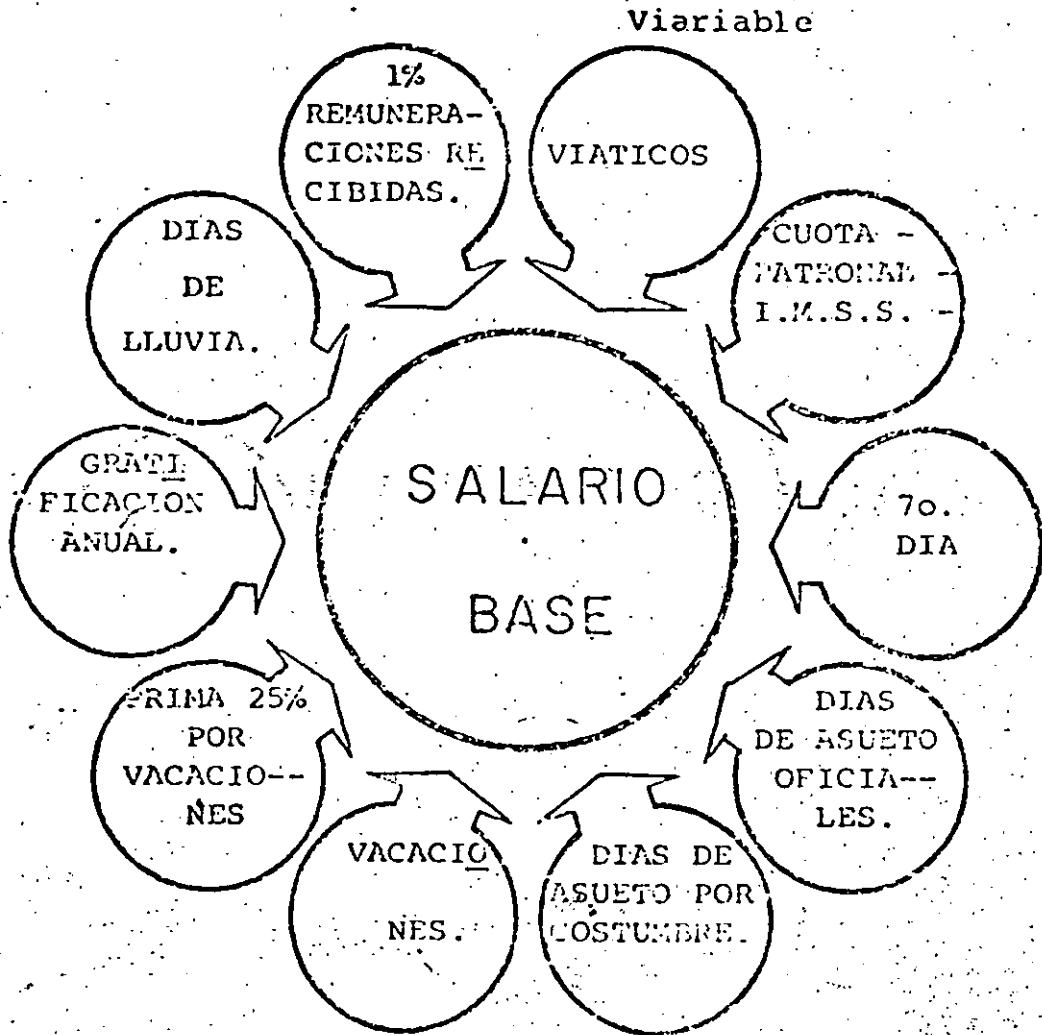 Viariable
1%
REMUNERA-
CIONES RE
CIBIDAS.
VIATICOS
CUOTA -
PATRONAL -
I.M.S.S. -
7o.
DIA
DIAS
DE ASUETO
OFICIA--
LES.
DIAS DE
ASUETO POR
COSTUMBRE.
VACACIO
NES.
PRIMA 25%
POR
VACACIO--
NES
GRATI
FICACION
ANUAL.
DIAS
DE
LLUVIA.
SALARIO
BASE